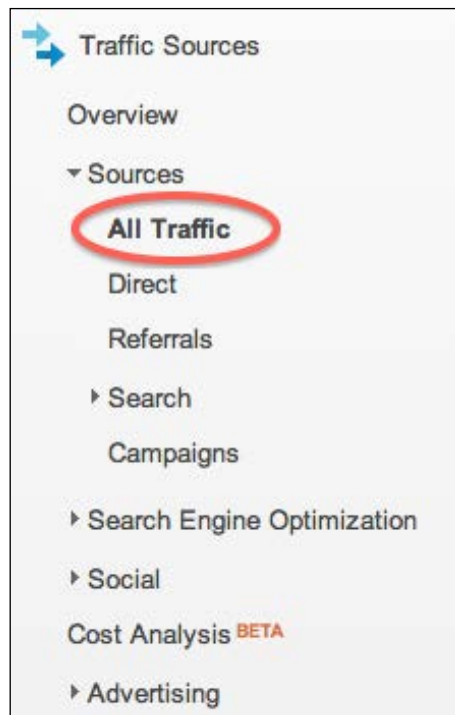 Traffic Sources
Overview
Sources
All Traffic
Direct
Referrals
Search
Campaigns
Search Engine Optimization
Social
Cost Analysis BETA
Advertising